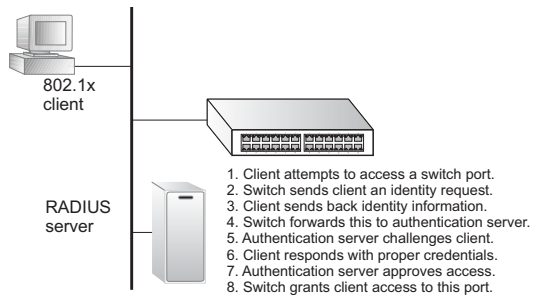 802.1x
client
1. Client attempts to access a switch port.
2. Switch sends client an identity request.
3. Client sends back identity information.
4. Switch forwards this to authentication server.
5. Authentication server challenges client.
6. Client responds with proper credentials.
7. Authentication server approves access.
8. Switch grants client access to this port.
RADIUS
server